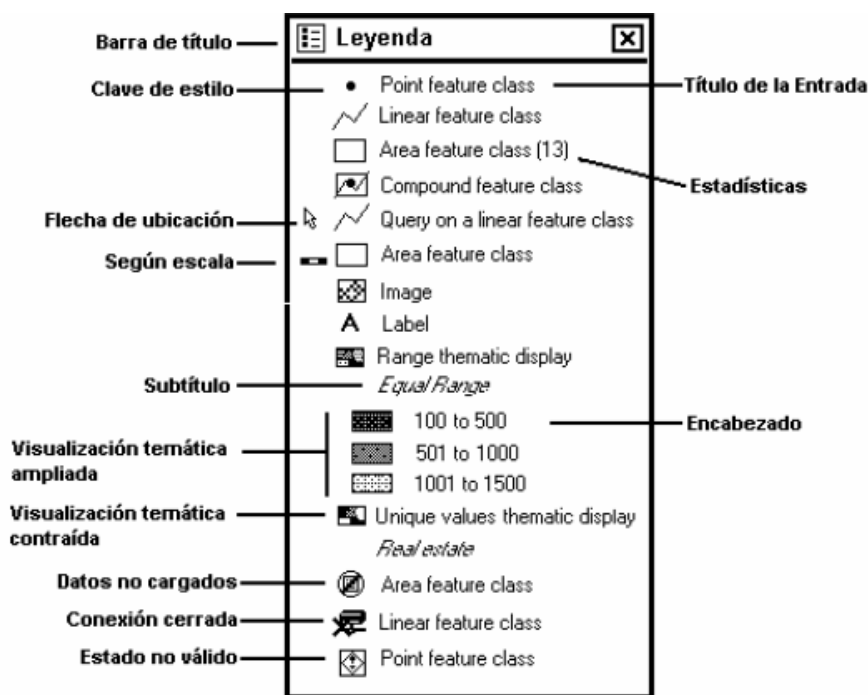 Barra de título
Leyenda
Clave de estilo
Point feature class
Título de la Entrada
Linear feature class
Area feature class (13)
Estadísticas
Compound feature class
Flecha de ubicación
Query on a linear feature class
Según escala
Area feature class
Image
A Label
Range thematic display
Subtítulo
Equal Range
100 to 500
Encabezado
Visualización temática
ampliada
501 to 1000
1001 to 1500
Visualización temática
contraída
Unique values thematic display
Real estate
Datos no cargados
Area feature class
Conexión cerrada
Linear feature class
Estado no válido
Point feature class